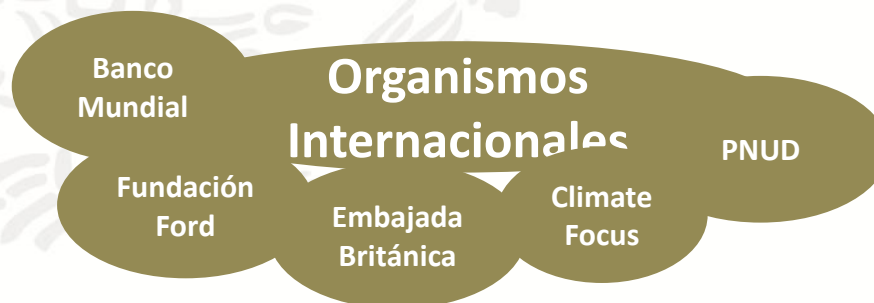 Organismos
Internacionales
Banco
Mundial
PNUD
Fundación
Ford
Embajada
Británica
Climate
Focus